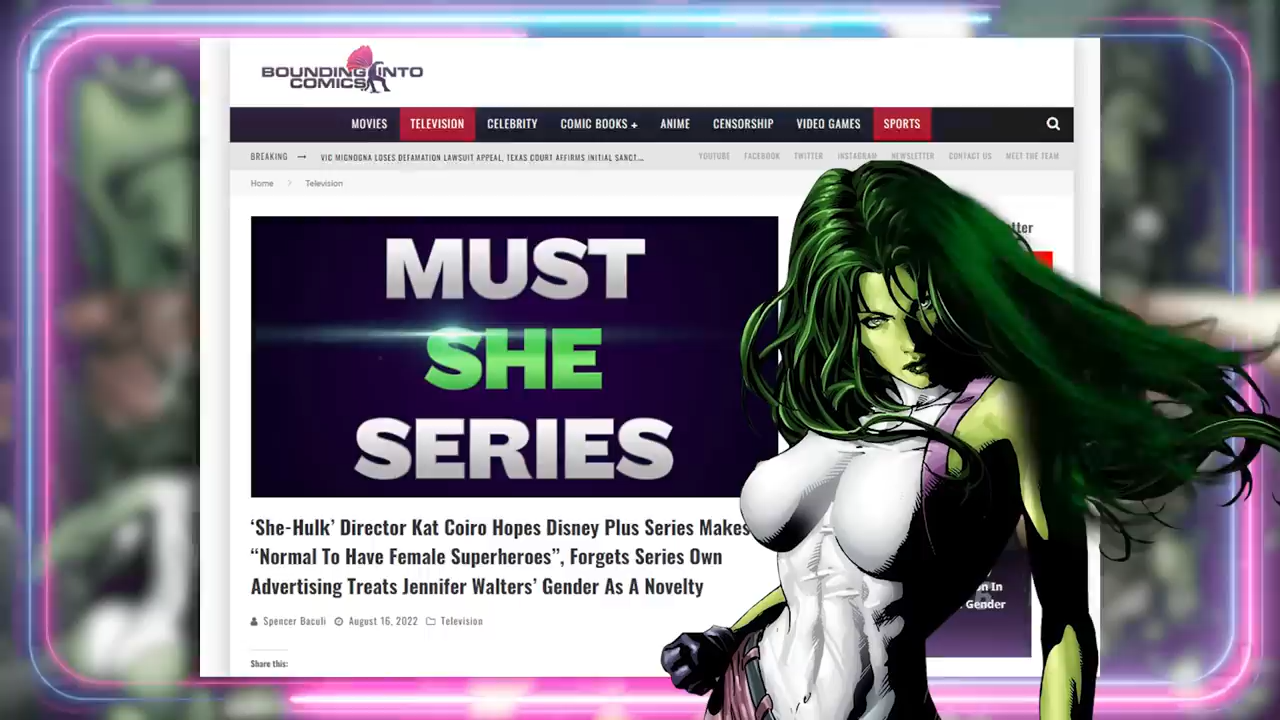 BOUNDING INTO
COMICS
MOVIES TELEVISION CELEBRITY COMIC BOOKS + ANIME CENSORSHIP VIDEO GAMES SPORTS
BREAKING → VIC MIGNOGNA LOSES DEFAMATION LAWSUIT APPEAL, TEXAS COURT AFFIRMS INITIAL SANCT... YOUTUBE FACEBOOK TWITTER INSTAGRAM NEWSLETTER CONTACT US MEET THE TEAM
Home > Television
MUST
SHE
SERIES
‘She-Hulk’ Director Kat Coiro Hopes Disney Plus Series Makes
“Normal To Have Female Superheroes”, Forgets Series Own
Advertising Treats Jennifer Walters’ Gender As A Novelty
Spencer Baculi August 16, 2022 Television
Share this:
In
Gender